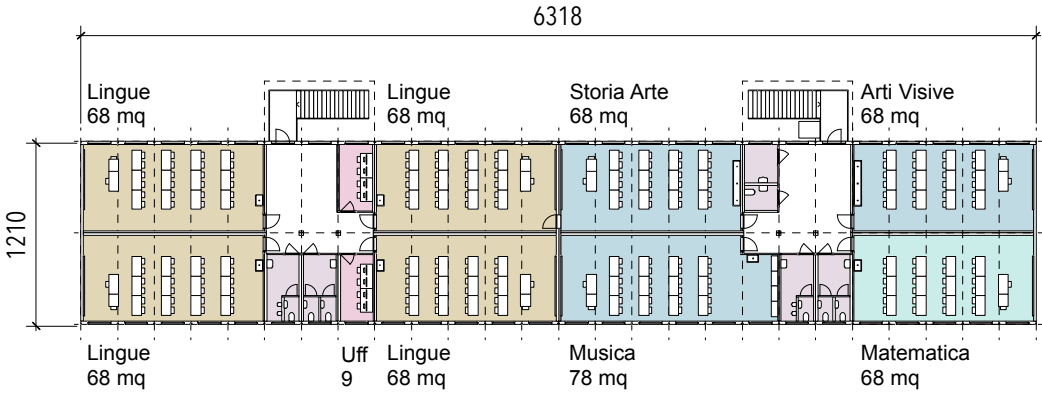 6318
Lingue
68 mq
Lingue
68 mq
Storia Arte
68 mq
Arti Visive
68 mq
1210
Lingue
68 mq
Uff
9
Lingue
68 mq
Musica
78 mq
Matematica
68 mq